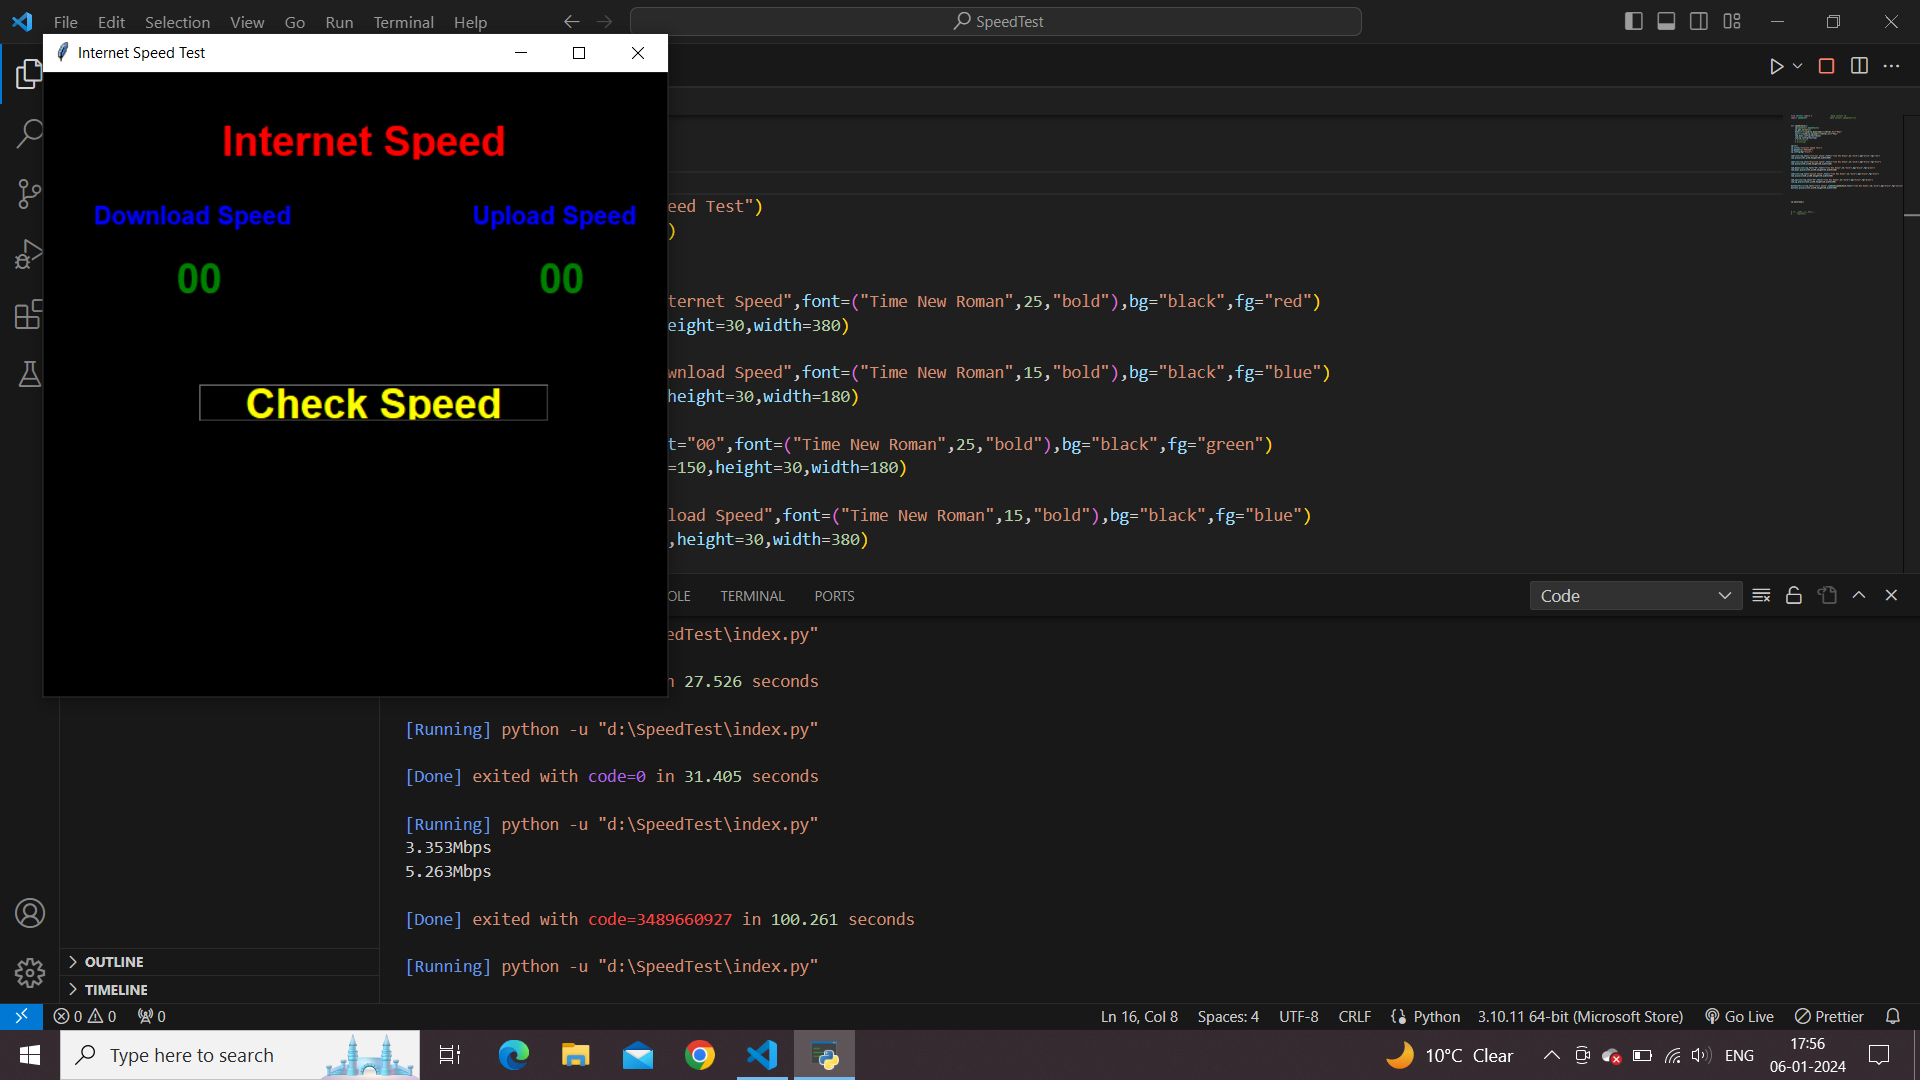 File Edit Selection View Go Run Terminal Help
SpeedTest
Internet Speed Test
Internet Speed
Download Speed
Upload Speed
00
00
Check Speed
eed Test")
)
ternet Speed",font=("Time New Roman",25,"bold"),bg="black",fg="red")
eight=30,width=380)
wnload Speed",font=("Time New Roman",15,"bold"),bg="black",fg="blue")
height=30,width=180)
t="00",font=("Time New Roman",25,"bold"),bg="black",fg="green")
=150,height=30,width=180)
load Speed",font=("Time New Roman",15,"bold"),bg="black",fg="blue")
,height=30,width=380)
OLE TERMINAL PORTS
Code
edTest\index.py"
n 27.526 seconds
[Running] python -u "d:\SpeedTest\index.py"
[Done] exited with code=0 in 31.405 seconds
[Running] python -u "d:\SpeedTest\index.py"
3.353Mbps
5.263Mbps
[Done] exited with code=3489660927 in 100.261 seconds
[Running] python -u "d:\SpeedTest\index.py"
OUTLINE
TIMELINE
0 0 0
Ln 16, Col 8 Spaces: 4 UTF-8 CRLF Python 3.10.11 64-bit (Microsoft Store) Go Live Prettier
Type here to search
10°C Clear
ENG
17:56
06-01-2024